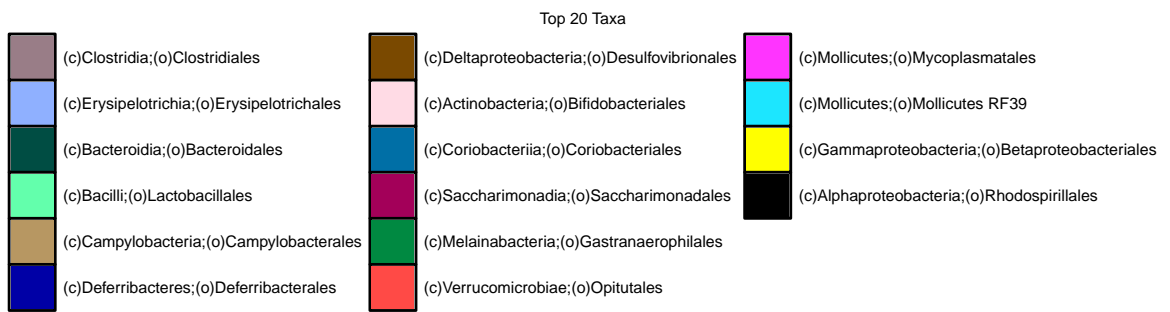 Top 20 Taxa
(c)Clostridia;(o)Clostridiales
(c)Erysipelotrichia;(o)Erysipelotrichales
(c)Bacteroidia;(o)Bacteroidales
(c)Bacilli;(o)Lactobacillales
(c)Campylobacteria;(o)Campylobacterales
(c)Deferribacteres;(o)Deferribacterales
(c)Deltaproteobacteria;(o)Desulfovibrionales
(c)Actinobacteria;(o)Bifidobacteriales
(c)Coriobacteriia;(o)Coriobacteriales
(c)Saccharimonadia;(o)Saccharimonadales
(c)Melainabacteria;(o)Gastranaerophilales
(c)Verrucomicrobiae;(o)Opitutales
(c)Mollicutes;(o)Mycoplasmatales
(c)Mollicutes;(o)Mollicutes RF39
(c)Gammaproteobacteria;(o)Betaproteobacteriales
(c)Alphaproteobacteria;(o)Rhodospirillales